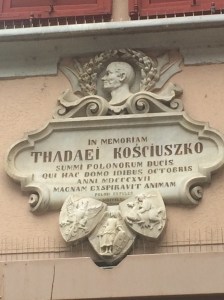 IN MEMORIAM
THADAEI KOŚCIUSZKO
SUMMI POLONORUM DUCIS
QUI HAC DOMO IDIBUS OCTOBRIS
ANNI MDCCCXVII
MAGNAM EXSPIRAVIT ANIMAM